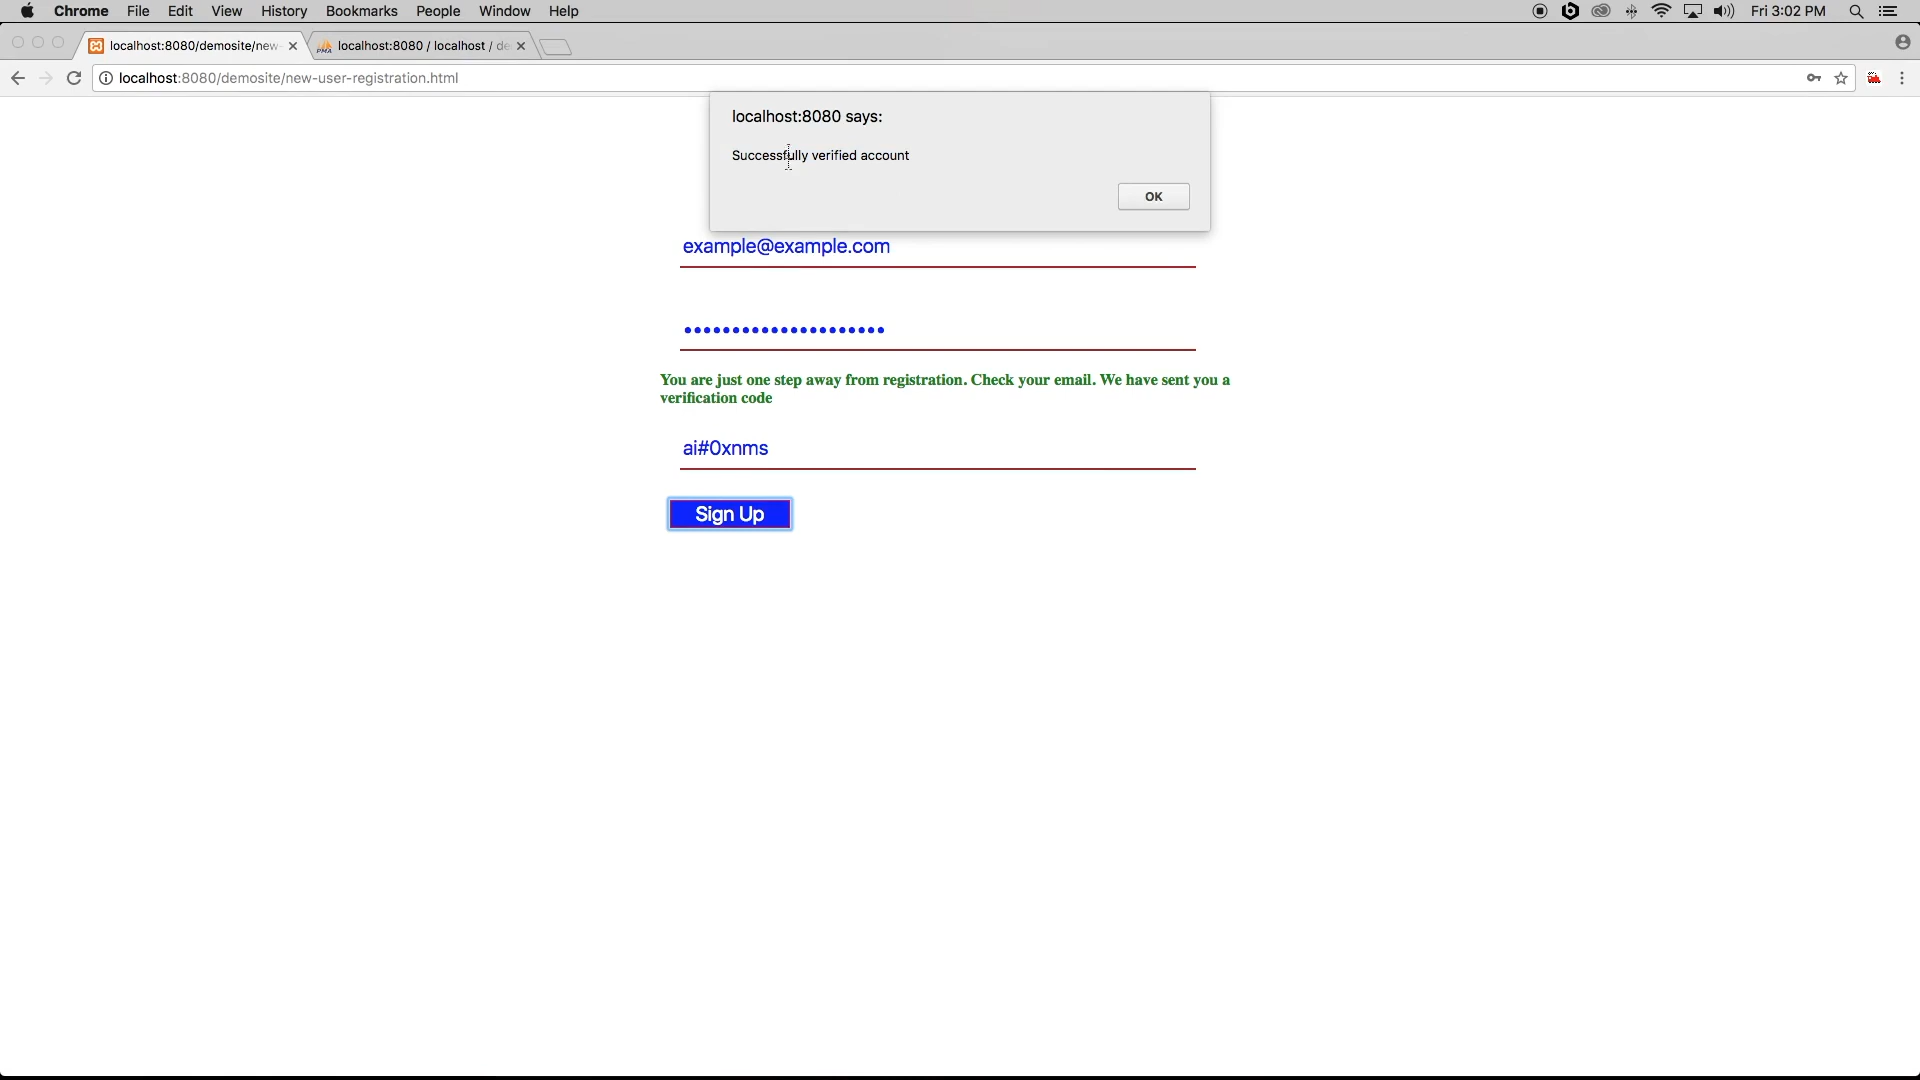 Chrome File Edit View History Bookmarks People Window Help Fri 3:02 PM
localhost:8080/demosite/new- localhost:8080 / localhost / de
localhost:8080/demosite/new-user-registration.html
localhost:8080 says:
Successfully verified account
OK
example@example.com
You are just one step away from registration. Check your email. We have sent you a
verification code
ai#0xnms
Sign Up